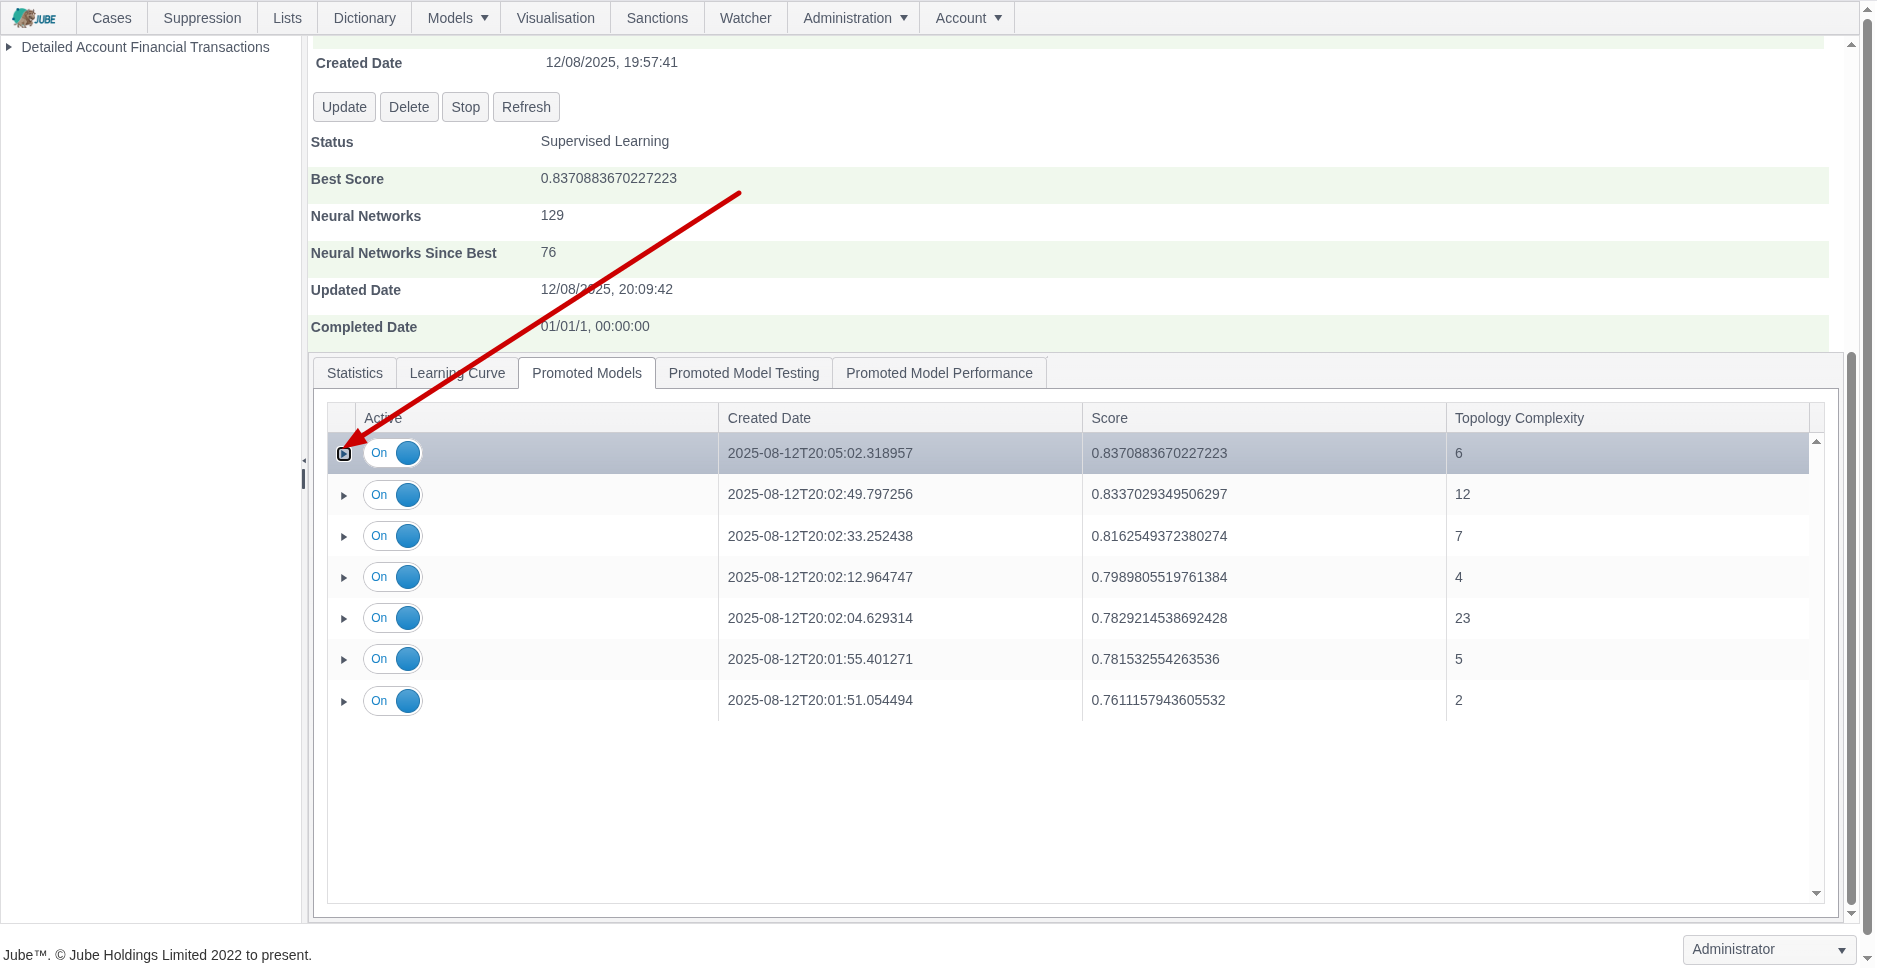 JUBE Cases Suppression Lists Dictionary Models Visualisation Sanctions Watcher Administration Account
Detailed Account Financial Transactions
Created Date 12/08/2025, 19:57:41
Update Delete Stop Refresh
Status Supervised Learning
Best Score 0.8370883670227223
Neural Networks 129
Neural Networks Since Best 76
Updated Date 12/08/2025, 20:09:42
Completed Date 01/01/1, 00:00:00
Statistics Learning Curve Promoted Models Promoted Model Testing Promoted Model Performance
Active Created Date Score Topology Complexity
On 2025-08-12T20:05:02.318957 0.8370883670227223 6
On 2025-08-12T20:02:49.797256 0.8337029349506297 12
On 2025-08-12T20:02:33.252438 0.8162549372380274 7
On 2025-08-12T20:02:12.964747 0.7989805519761384 4
On 2025-08-12T20:02:04.629314 0.7829214538692428 23
On 2025-08-12T20:01:55.401271 0.781532554263536 5
On 2025-08-12T20:01:51.054494 0.7611157943605532 2
Jube™. © Jube Holdings Limited 2022 to present.
Administrator